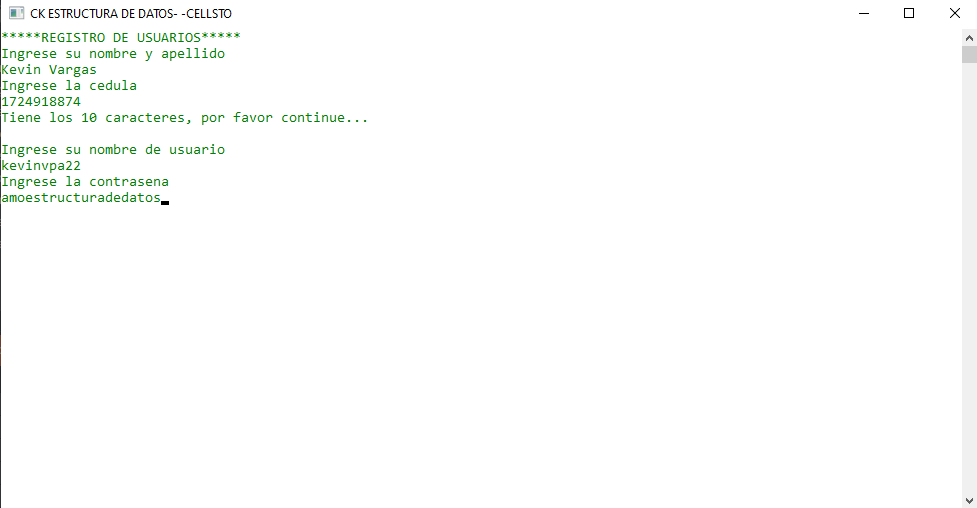 CK ESTRUCTURA DE DATOS- -CELLSTO
*****REGISTRO DE USUARIOS*****
Ingrese su nombre y apellido
Kevin Vargas
Ingrese la cedula
1724918874
Tiene los 10 caracteres, por favor continue...
Ingrese su nombre de usuario
kevinvpa22
Ingrese la contrasena
amoestructuradedatos